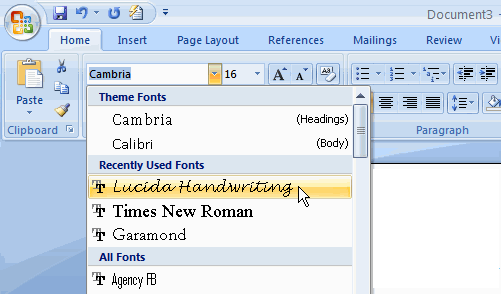 Document3 -
Home Insert Page Layout References Mailings Review
Cambria 16 A A Aa
Paste
Clipboard Paragraph
Theme Fonts
Cambria (Headings)
Calibri (Body)
Recently Used Fonts
Lucida Handwriting
Times New Roman
Garamond
All Fonts
Agency FB